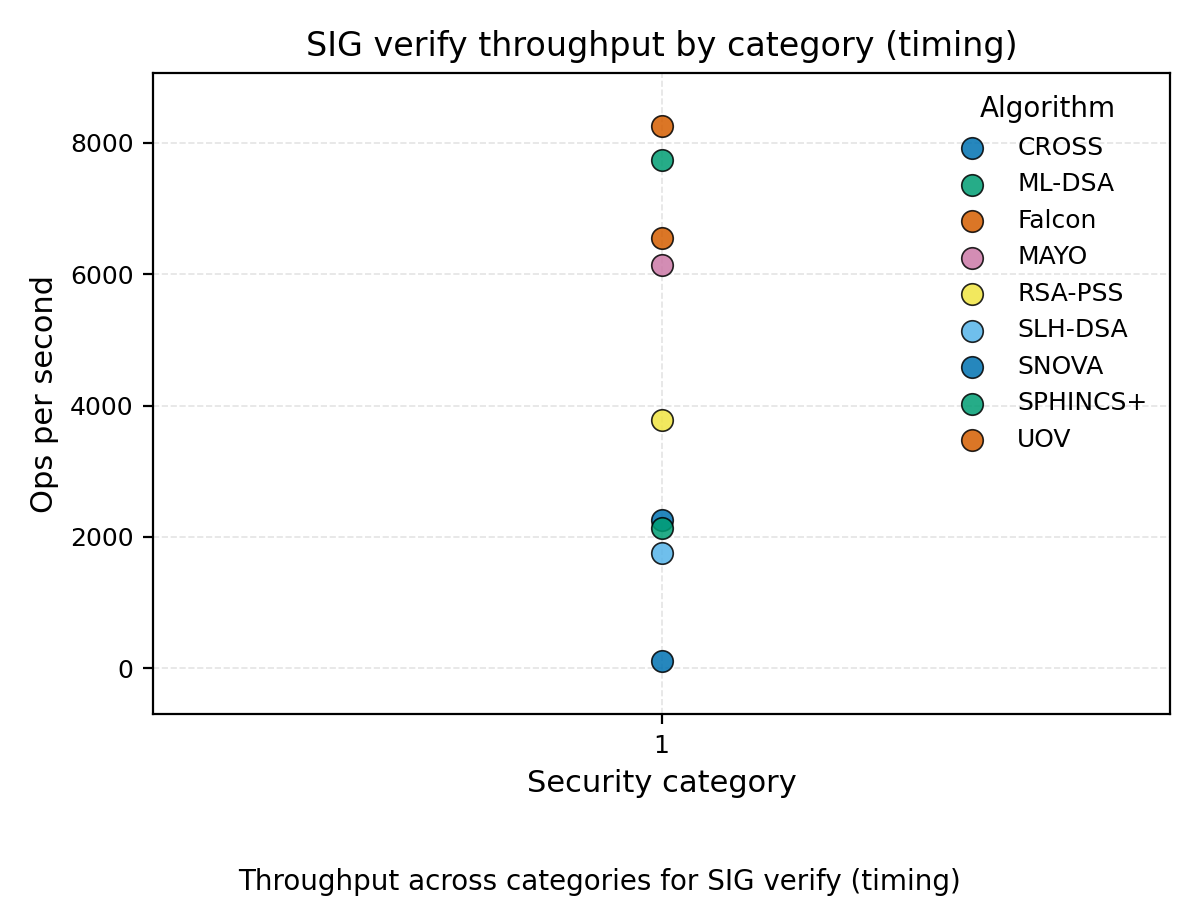 SIG verify throughput by category (timing)
Algorithm
CROSS
ML-DSA
Falcon
MAYO
RSA-PSS
SLH-DSA
SNOVA
SPHINCS+
UOV
8000
6000
4000
2000
0
Ops per second
1
Security category
Throughput across categories for SIG verify (timing)